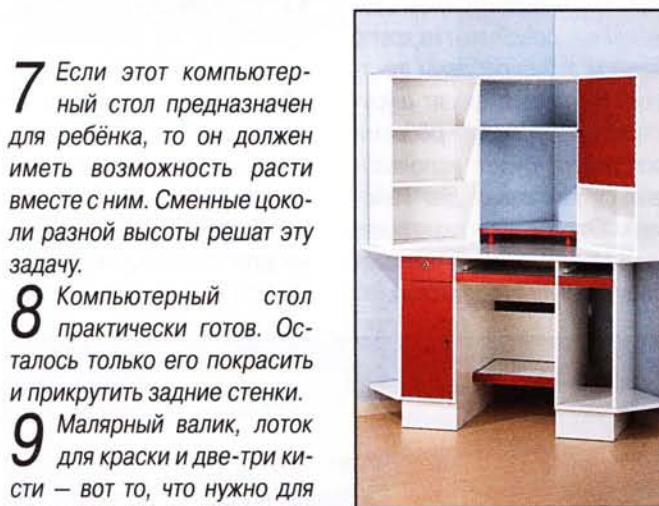 7 Если этот компьютер-
ный стол предназначен
для ребёнка, то он должен
иметь возможность расти
вместе с ним. Сменные цоко-
ли разной высоты решат эту
задачу.
8 Компьютерный стол
практически готов. Ос-
талось только его покрасить
и прикрутить задние стенки.
9 Малярный валик, лоток
для краски и две-три ки-
сти – вот то, что нужно для